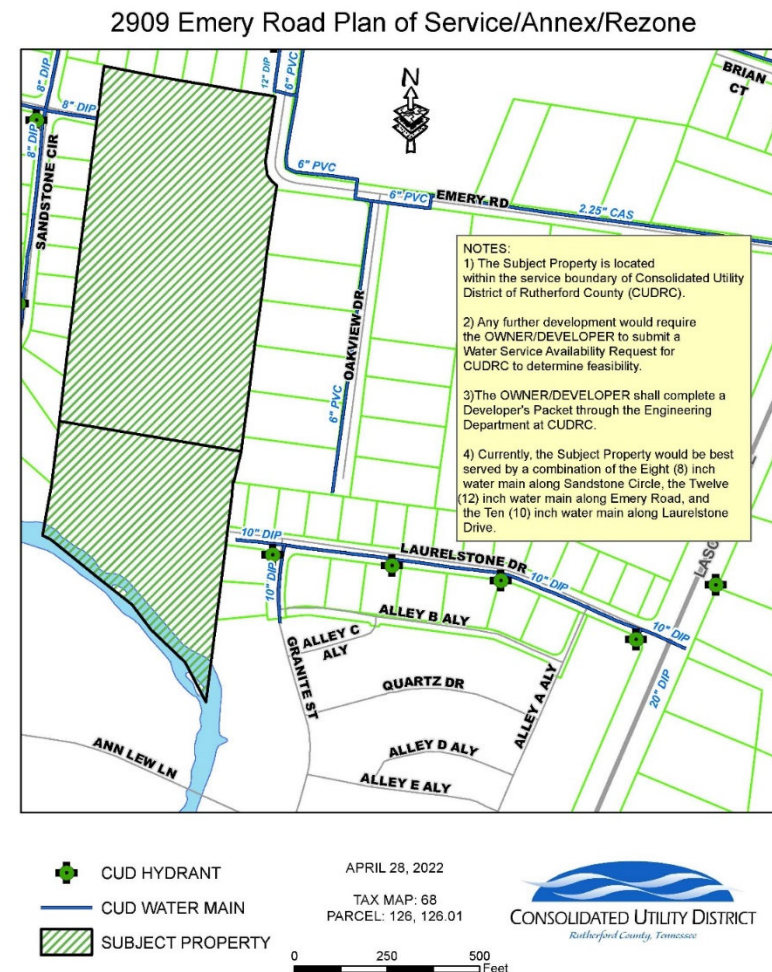 2909 Emery Road Plan of Service/Annex/Rezone
8" DIP
12" DIP
6" PVC
BRIAN
CT
N
8" DIP
8" DIP
SANDSTONE CIR
6" PVC
6" PVC
EMERY RD
2.25" CAS
OAKVIEW DR
6" PVC
NOTES:
1) The Subject Property is located
within the service boundary of Consolidated Utility
District of Rutherford County (CUDRC).
2) Any further development would require
the OWNER/DEVELOPER to submit a
Water Service Availability Request for
CUDRC to determine feasibility.
3)The OWNER/DEVELOPER shall complete a
Developer's Packet through the Engineering
Department at CUDRC.
4) Currently, the Subject Property would be best
served by a combination of the Eight (8) inch
water main along Sandstone Circle, the Twelve
(12) inch water main along Emery Road, and
the Ten (10) inch water main along Laurelstone
Drive.
10" DIP
LAURELSTONE DR
10" DIP
10" DIP
10" DIP
20" DIP
ALLEY B ALY
ALLEY C
ALY
GRANITE ST
QUARTZ DR
ALLEY A ALY
ALLEY D ALY
ALLEY E ALY
ANN LEW LN
CUD HYDRANT
CUD WATER MAIN
SUBJECT PROPERTY
APRIL 28, 2022
TAX MAP: 68
PARCEL: 126, 126.01
0 250 500
Feet
CONSOLIDATED UTILITY DISTRICT
Rutherford County, Tennessee